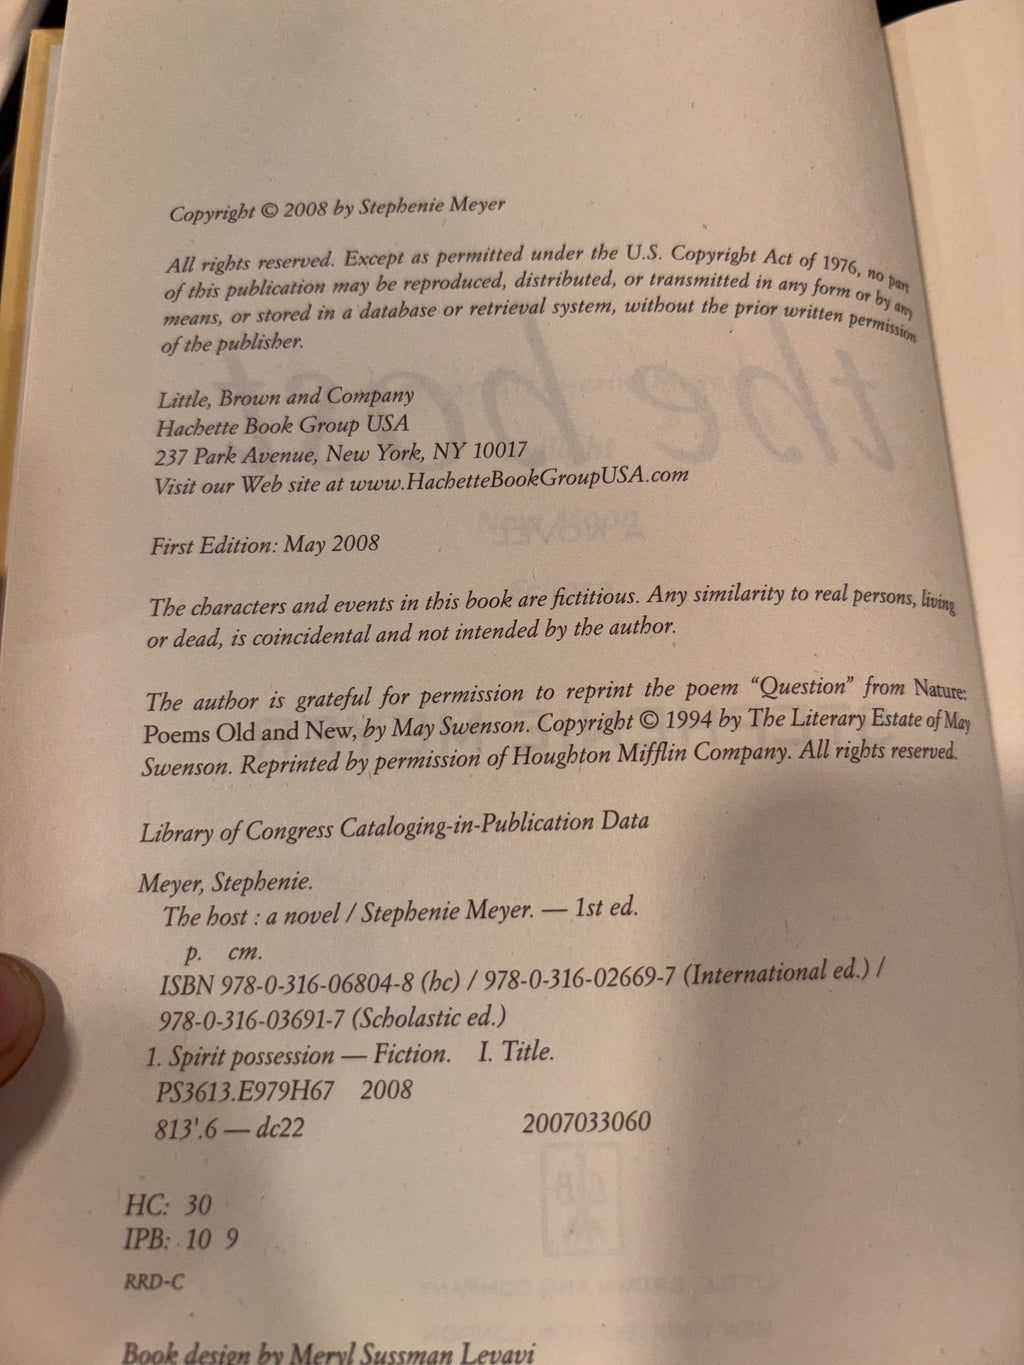 Copyright © 2008 by Stephenie Meyer
All rights reserved. Except as permitted under the U.S. Copyright Act of 1976, no part
of this publication may be reproduced, distributed, or transmitted in any form or by any
means, or stored in a database or retrieval system, without the prior written permission
of the publisher.
Little, Brown and Company
Hachette Book Group USA
237 Park Avenue, New York, NY 10017
Visit our Web site at www.HachetteBookGroupUSA.com
First Edition: May 2008
The characters and events in this book are fictitious. Any similarity to real persons, living
or dead, is coincidental and not intended by the author.
The author is grateful for permission to reprint the poem “Question” from Nature:
Poems Old and New, by May Swenson. Copyright © 1994 by The Literary Estate of May
Swenson. Reprinted by permission of Houghton Mifflin Company. All rights reserved.
Library of Congress Cataloging-in-Publication Data
Meyer, Stephenie.
The host : a novel / Stephenie Meyer. — 1st ed.
p. cm.
ISBN 978-0-316-06804-8 (hc) / 978-0-316-02669-7 (International ed.) /
978-0-316-03691-7 (Scholastic ed.)
1. Spirit possession — Fiction. I. Title.
PS3613.E979H67 2008
813'.6 — dc22 2007033060
HC: 30
IPB: 10 9
RRD-C
Book design by Meryl Sussman Levavi